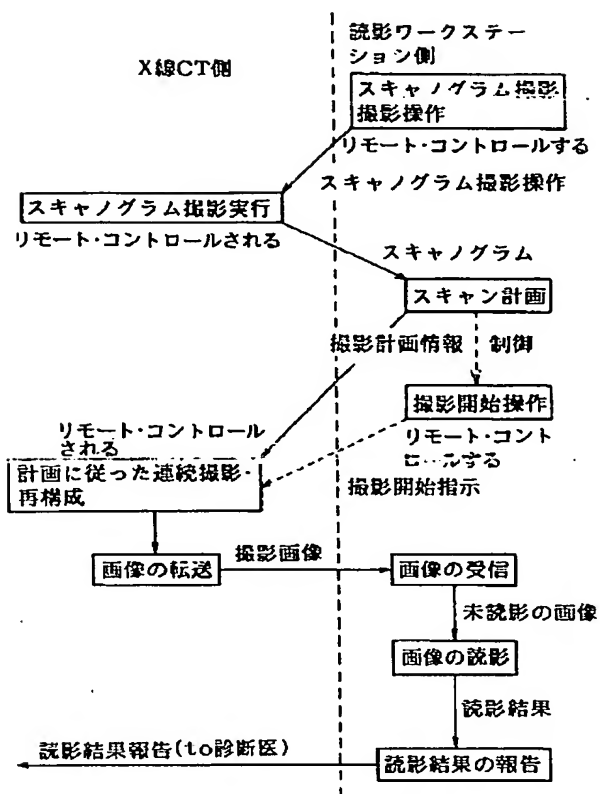 X線CT側
読影ワークステー
ション側
スキャノグラム撮影
撮影操作
リモート・コントロールする
スキャノグラム撮影操作
スキャノグラム撮影実行
リモート・コントロールされる
スキャノグラム
スキャン計画
撮影計画情報
制御
撮影開始操作
リモート・コント
ロールする
撮影開始指示
リモート・コントロール
される
計画に従った連続撮影・
再構成
画像の転送
撮影画像
画像の受信
未読影の画像
画像の読影
読影結果
読影結果の報告
読影結果報告(to診断医)